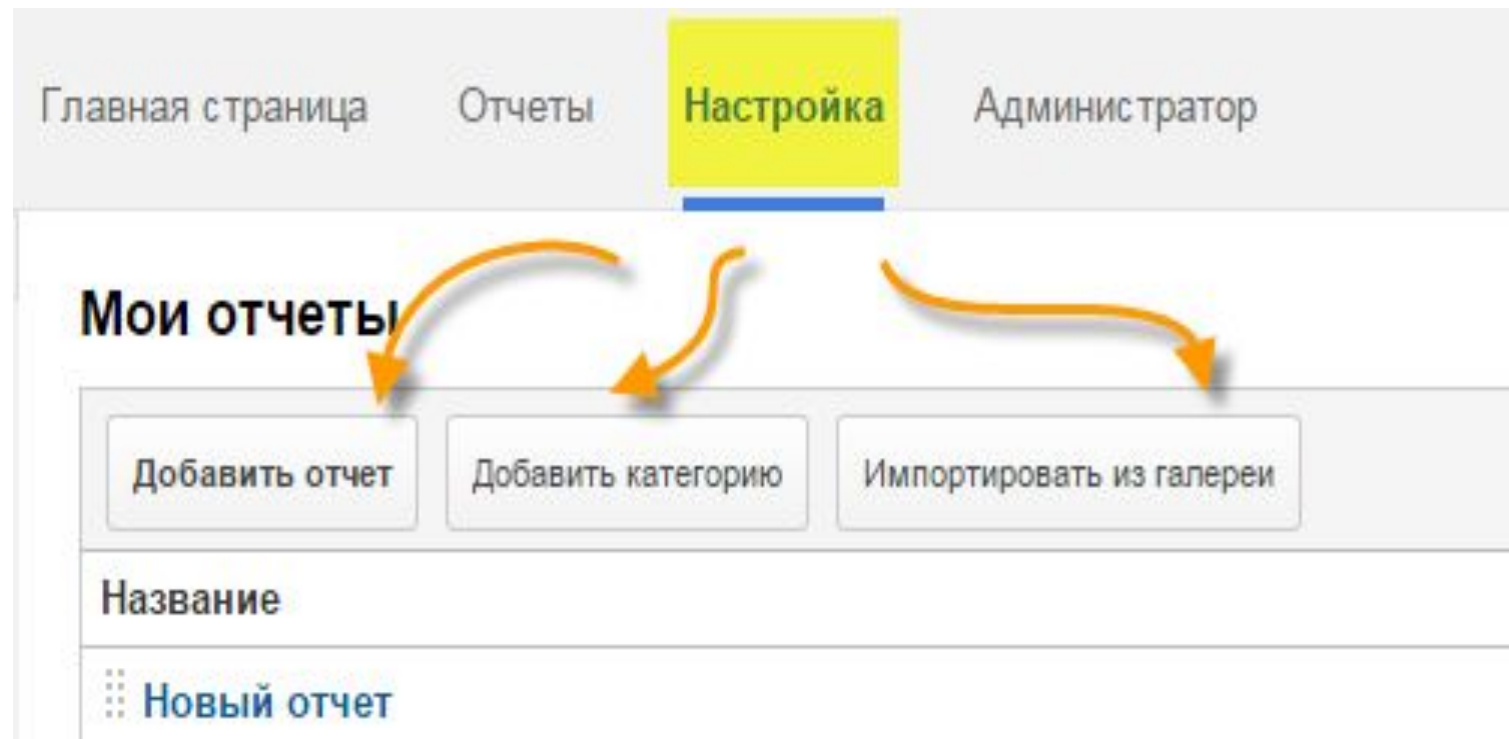 Главная страница Отчеты Настройка Администратор
Мои отчеты
Добавить отчет Добавить категорию Импортировать из галереи
Название
Новый отчет